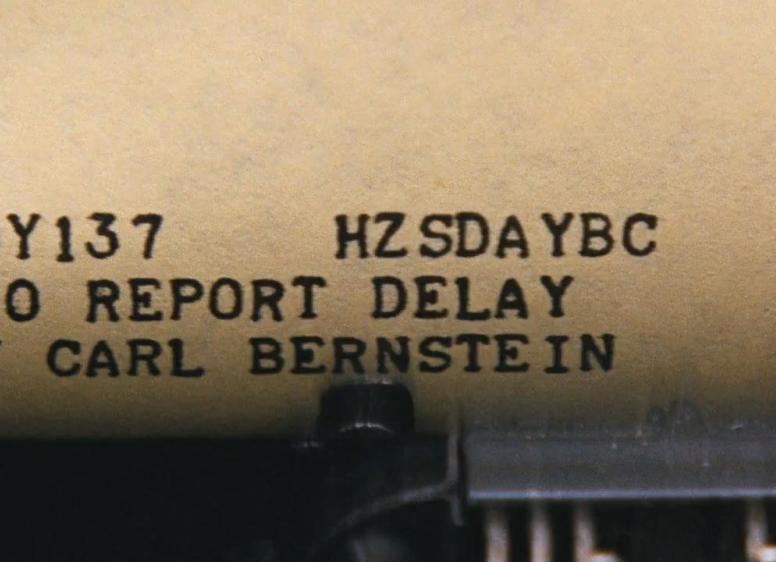 Y137 HZSDAYBC
O REPORT DELAY
CARL BERNSTEIN